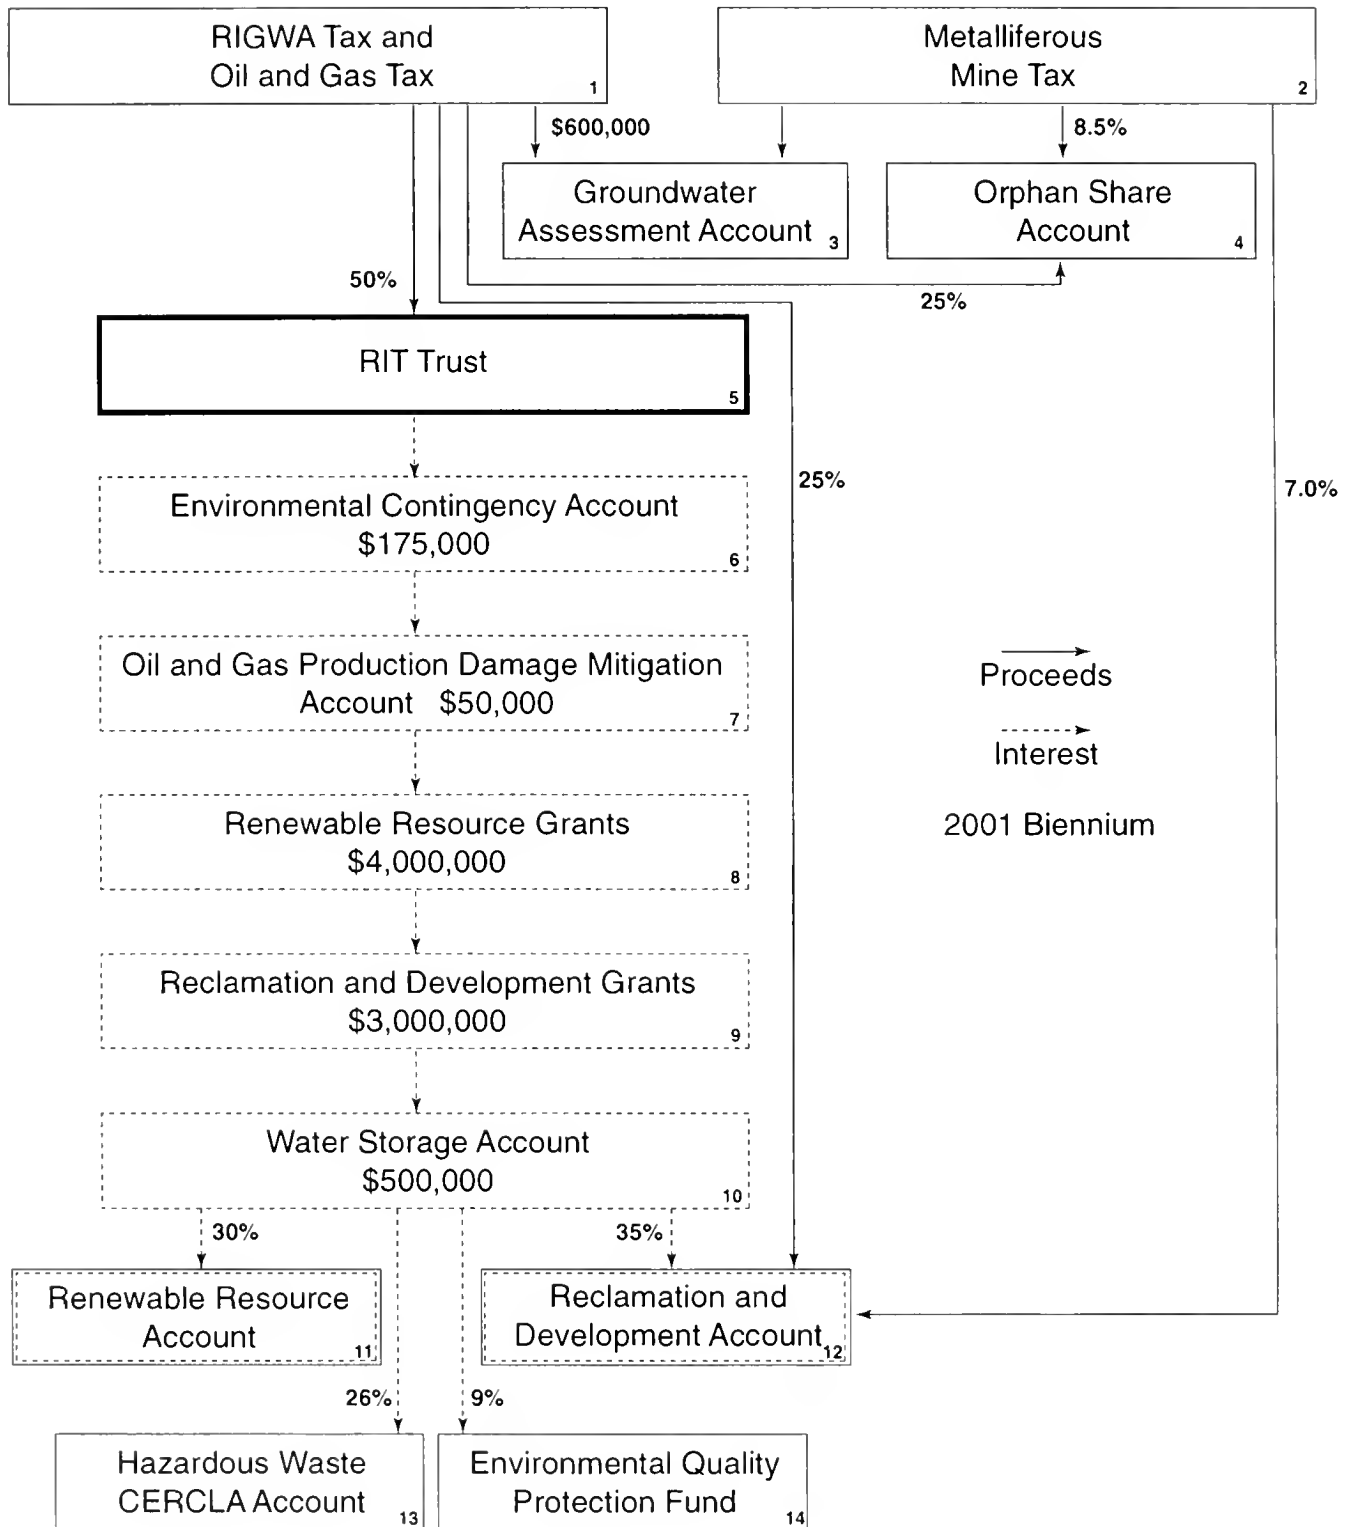 RIGWA Tax and
Oil and Gas Tax
1
Metalliferous
Mine Tax
2
$600,000
8.5%
Groundwater
Assessment Account
3
Orphan Share
Account
4
50%
25%
RIT Trust
5
25%
7.0%
Environmental Contingency Account
$175,000
6
Oil and Gas Production Damage Mitigation
Account $50,000
7
Proceeds
Interest
2001 Biennium
Renewable Resource Grants
$4,000,000
8
Reclamation and Development Grants
$3,000,000
9
Water Storage Account
$500,000
10
30%
35%
Renewable Resource
Account
11
Reclamation and
Development Account
12
26%
9%
Hazardous Waste
CERCLA Account
13
Environmental Quality
Protection Fund
14